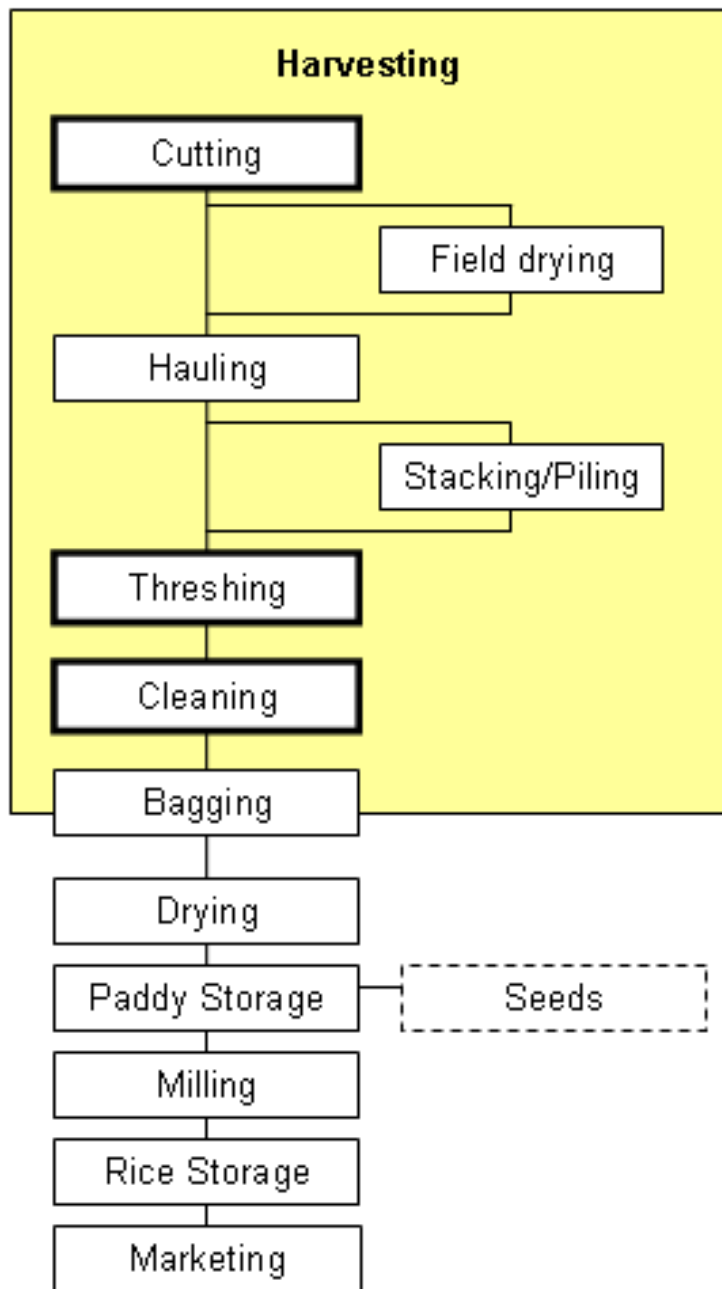 Harvesting
Cutting
Field drying
Hauling
Stacking/Piling
Threshing
Cleaning
Bagging
Drying
Paddy Storage
Seeds
Milling
Rice Storage
Marketing